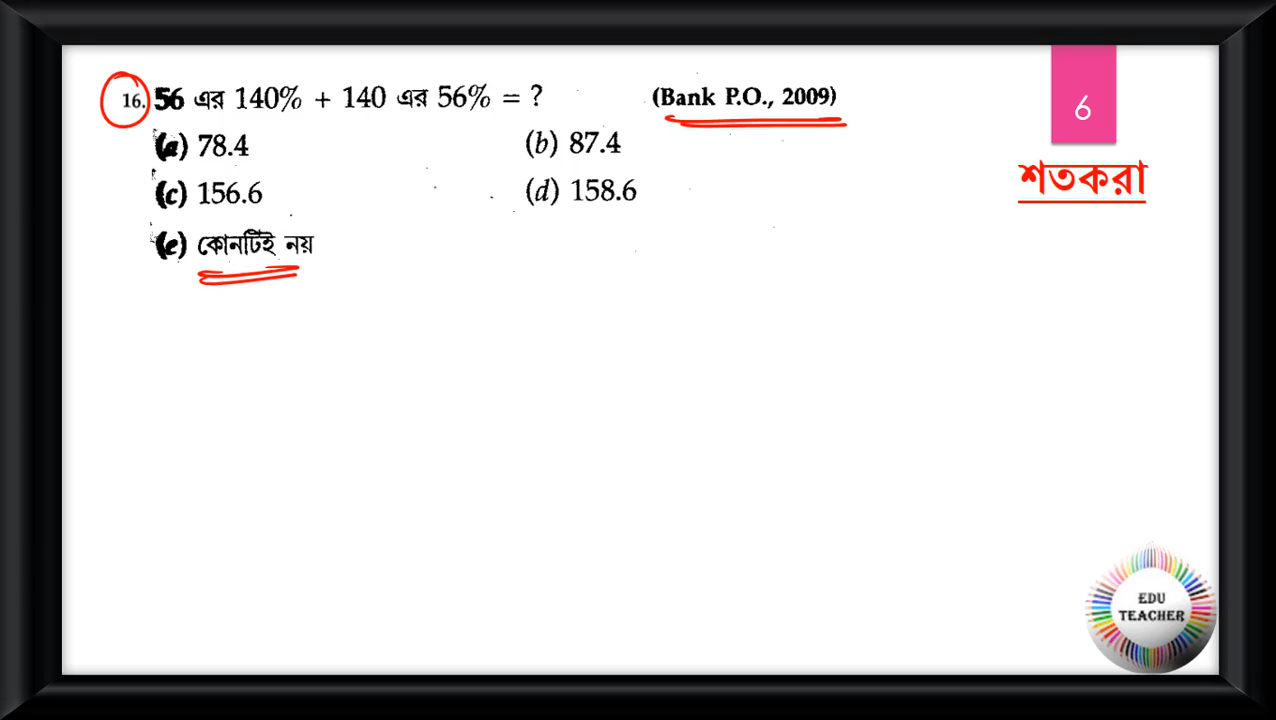 16. 56 এর 140% + 140 এর 56% = ? (Bank P.O., 2009)
(a) 78.4 (b) 87.4
(c) 156.6 (d) 158.6
(e) কোনটিই নয়
6
শতকরা
EDU
TEACHER